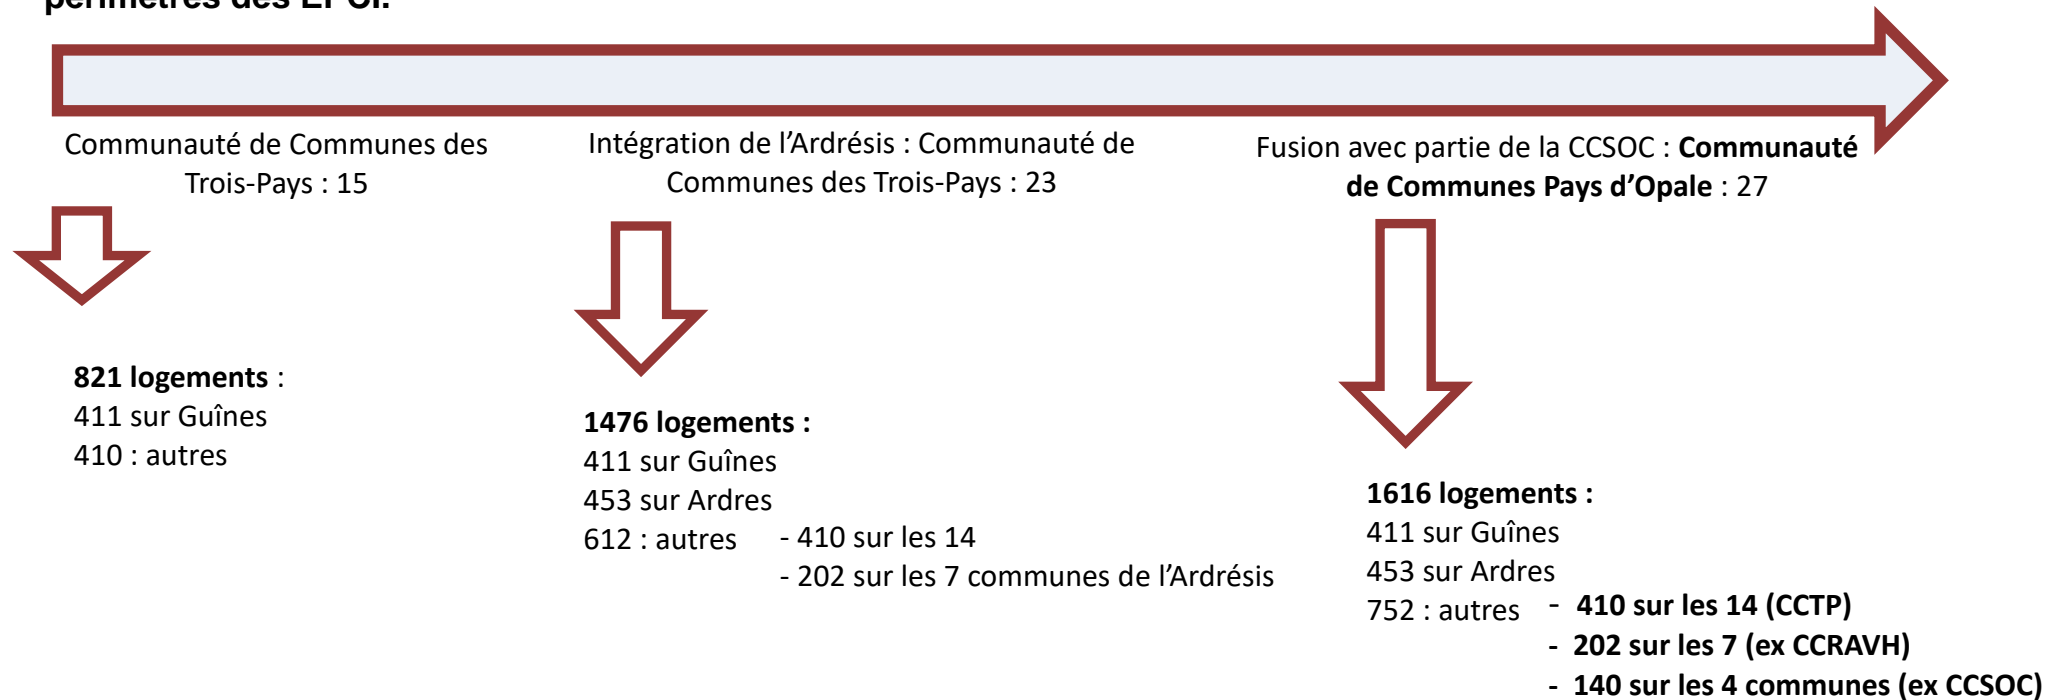 périmètres des EPCI.
Communauté de Communes des
Trois-Pays : 15
Intégration de l’Ardrésis : Communauté de
Communes des Trois-Pays : 23
Fusion avec partie de la CCSOC : Communauté
de Communes Pays d’Opale : 27
821 logements :
411 sur Guînes
410 : autres
1476 logements :
411 sur Guînes
453 sur Ardres
612 : autres
- 410 sur les 14
- 202 sur les 7 communes de l’Ardrésis
1616 logements :
411 sur Guînes
453 sur Ardres
752 : autres
- 410 sur les 14 (CCTP)
- 202 sur les 7 (ex CCRAVH)
- 140 sur les 4 communes (ex CCSOC)